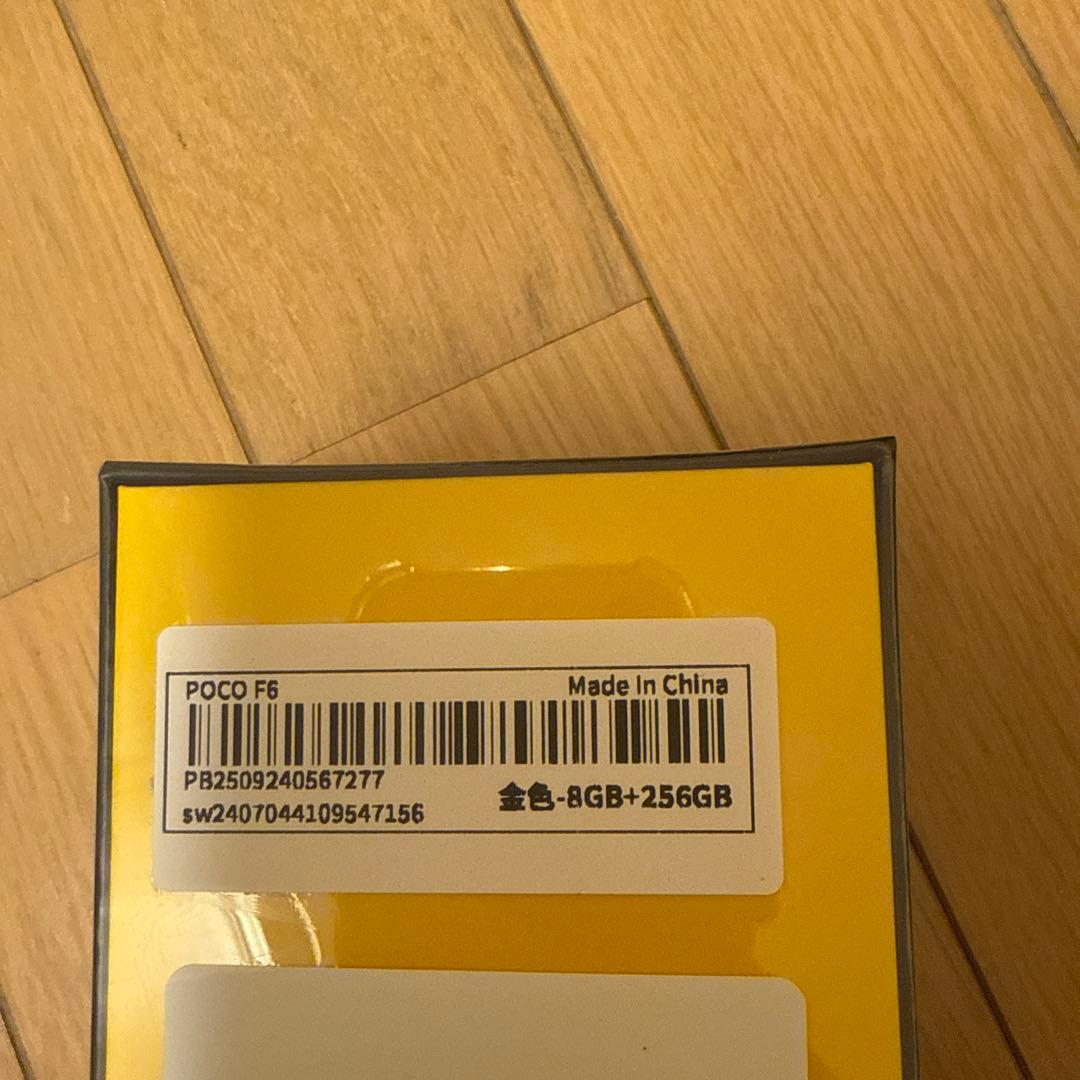 POCO F6
Made In China
PB2509240567277
sw2407044109547156
金色-8GB+256GB